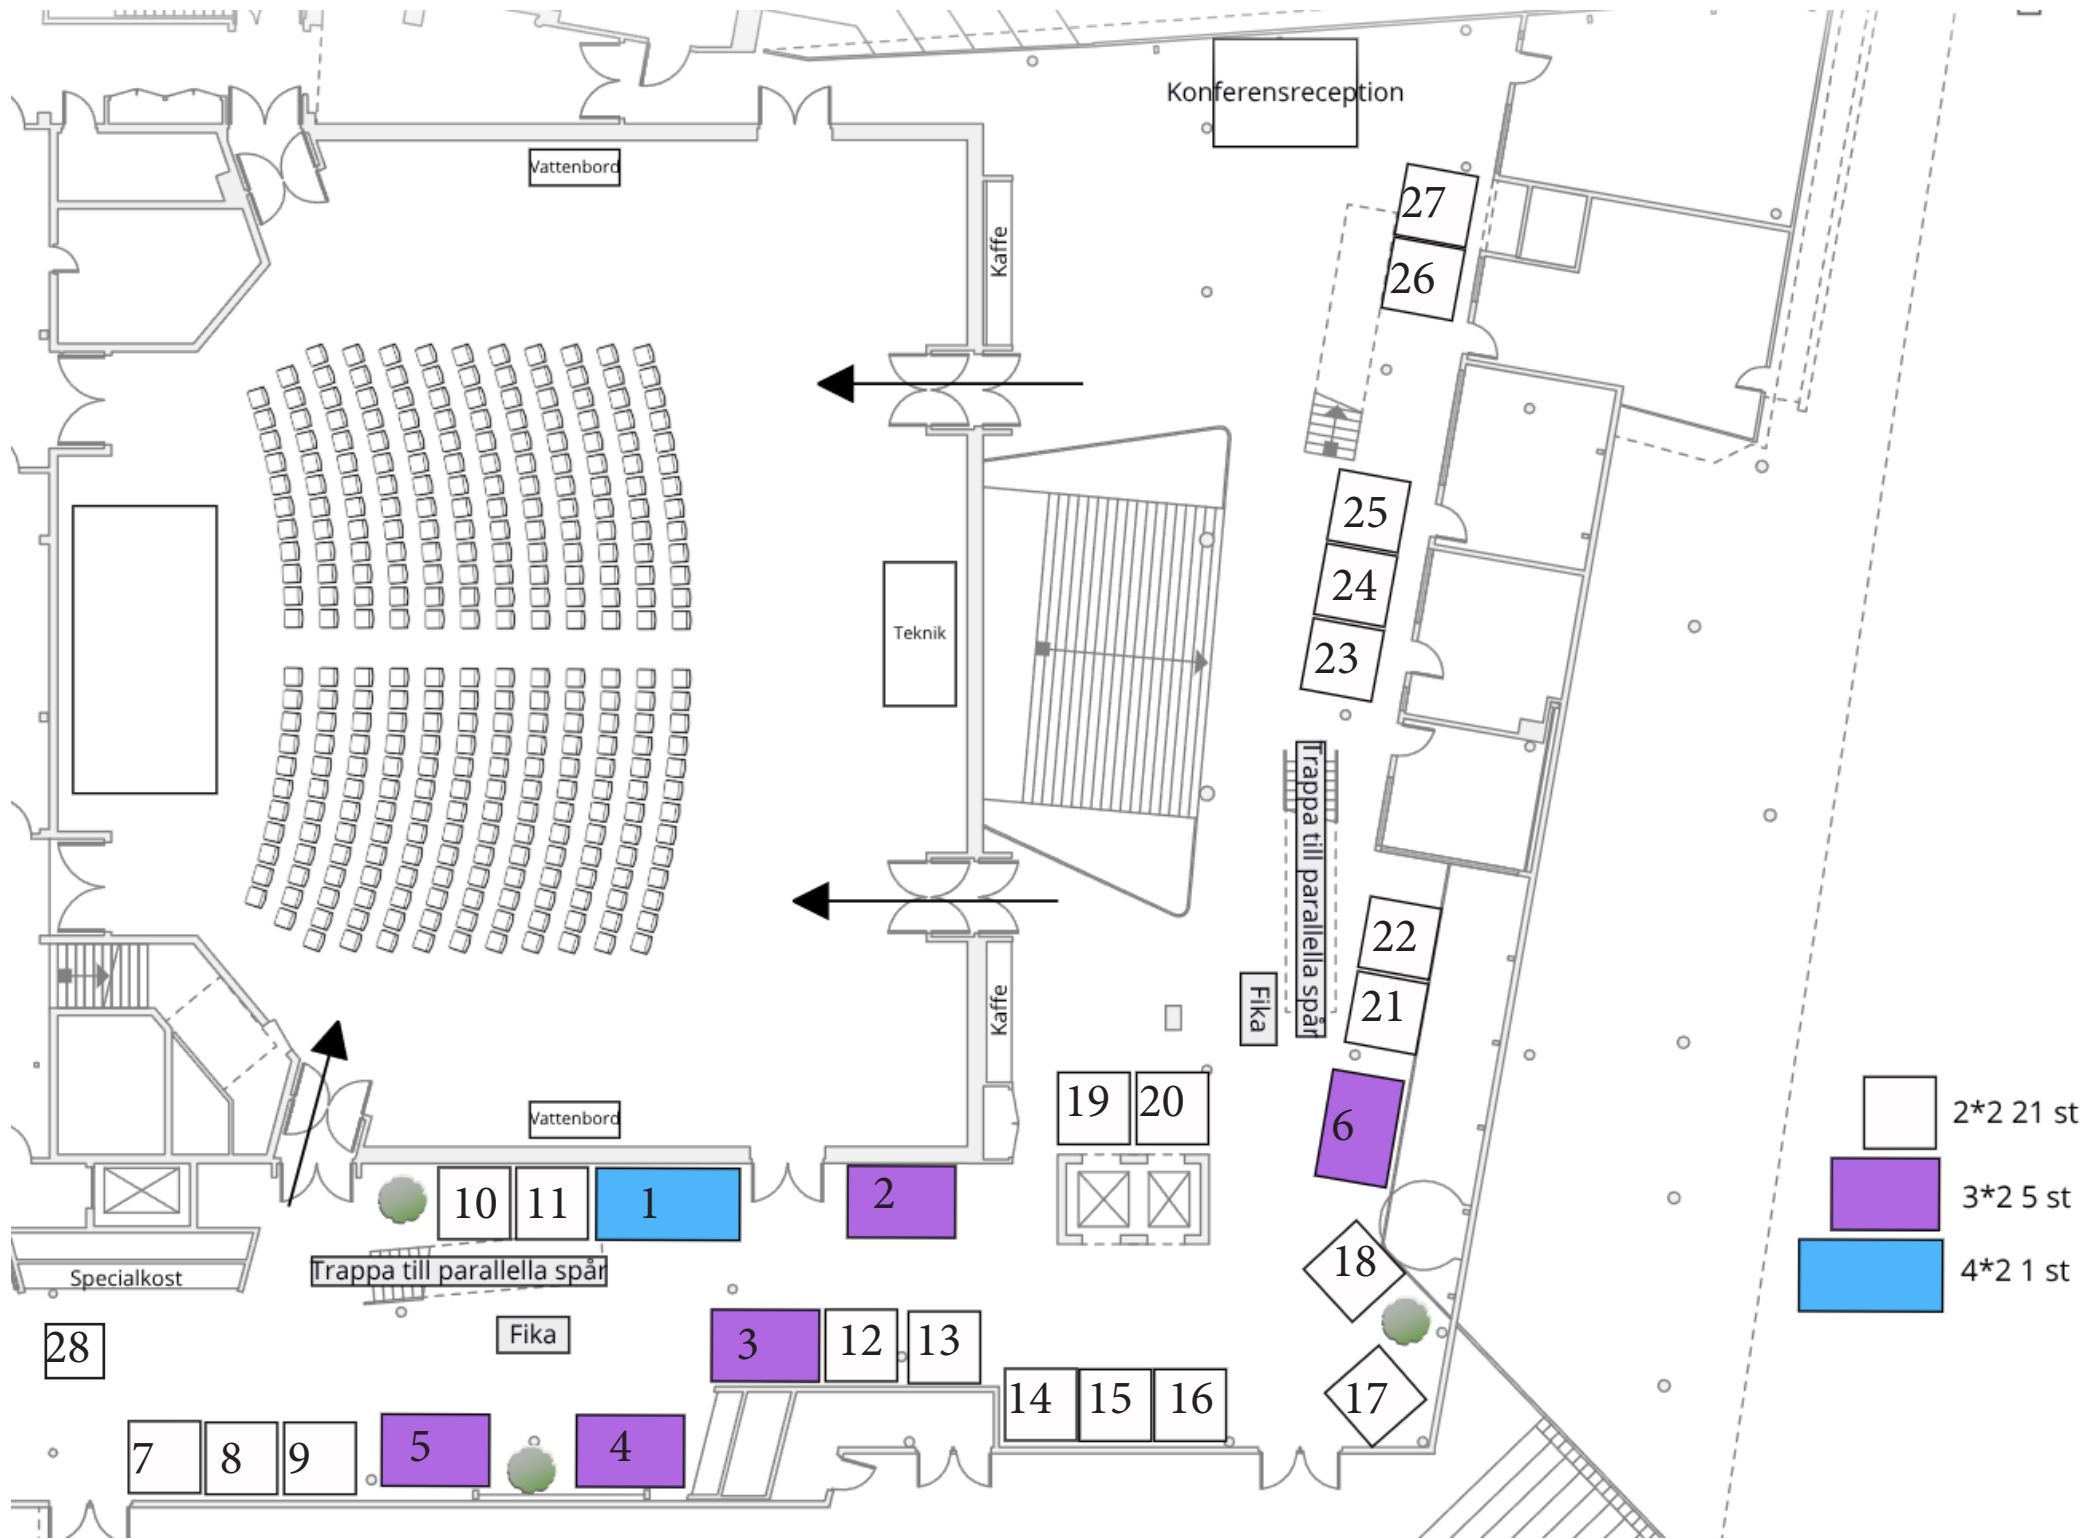 Konferensreception
Vattenbord
27
Kaffe
26
25
24
Teknik
23
Trappa till parallella spår
22
Fika
21
Kaffe
19
20
6
Vattenbord
10
11
1
2
2*2 21 st
3*2 5 st
4*2 1 st
Trappa till parallella spår
Specialkost
18
Fika
28
3
12
13
14
15
16
17
7
8
9
5
4